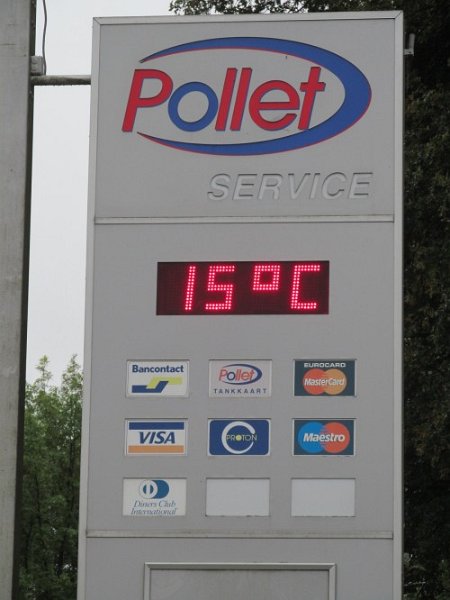 Pollet
SERVICE
15°C
Bancontact
Pollet
TANKKAART
EUROCARD
MasterCard
VISA
PROTON
Maestro
Diners Club
International